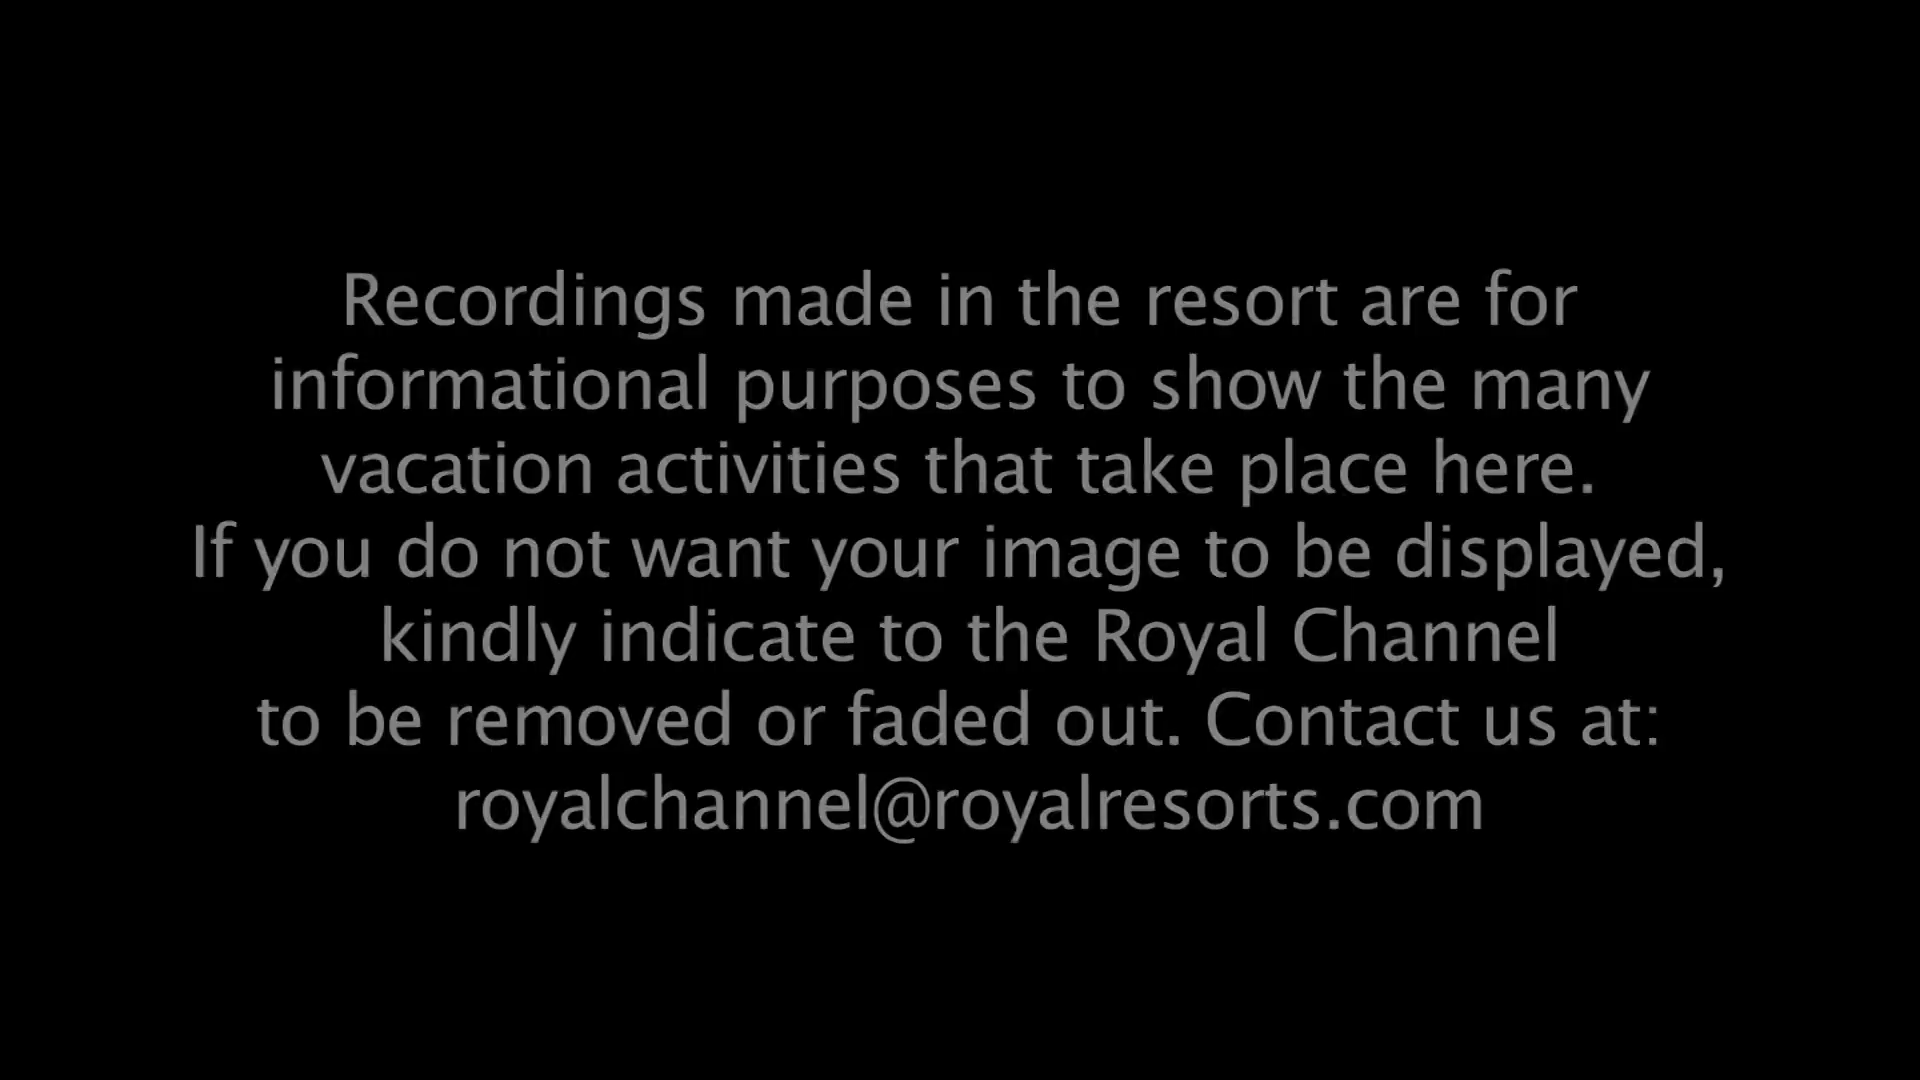 Recordings made in the resort are for
informational purposes to show the many
vacation activities that take place here.
If you do not want your image to be displayed,
kindly indicate to the Royal Channel
to be removed or faded out. Contact us at:
royalchannel@royalresorts.com